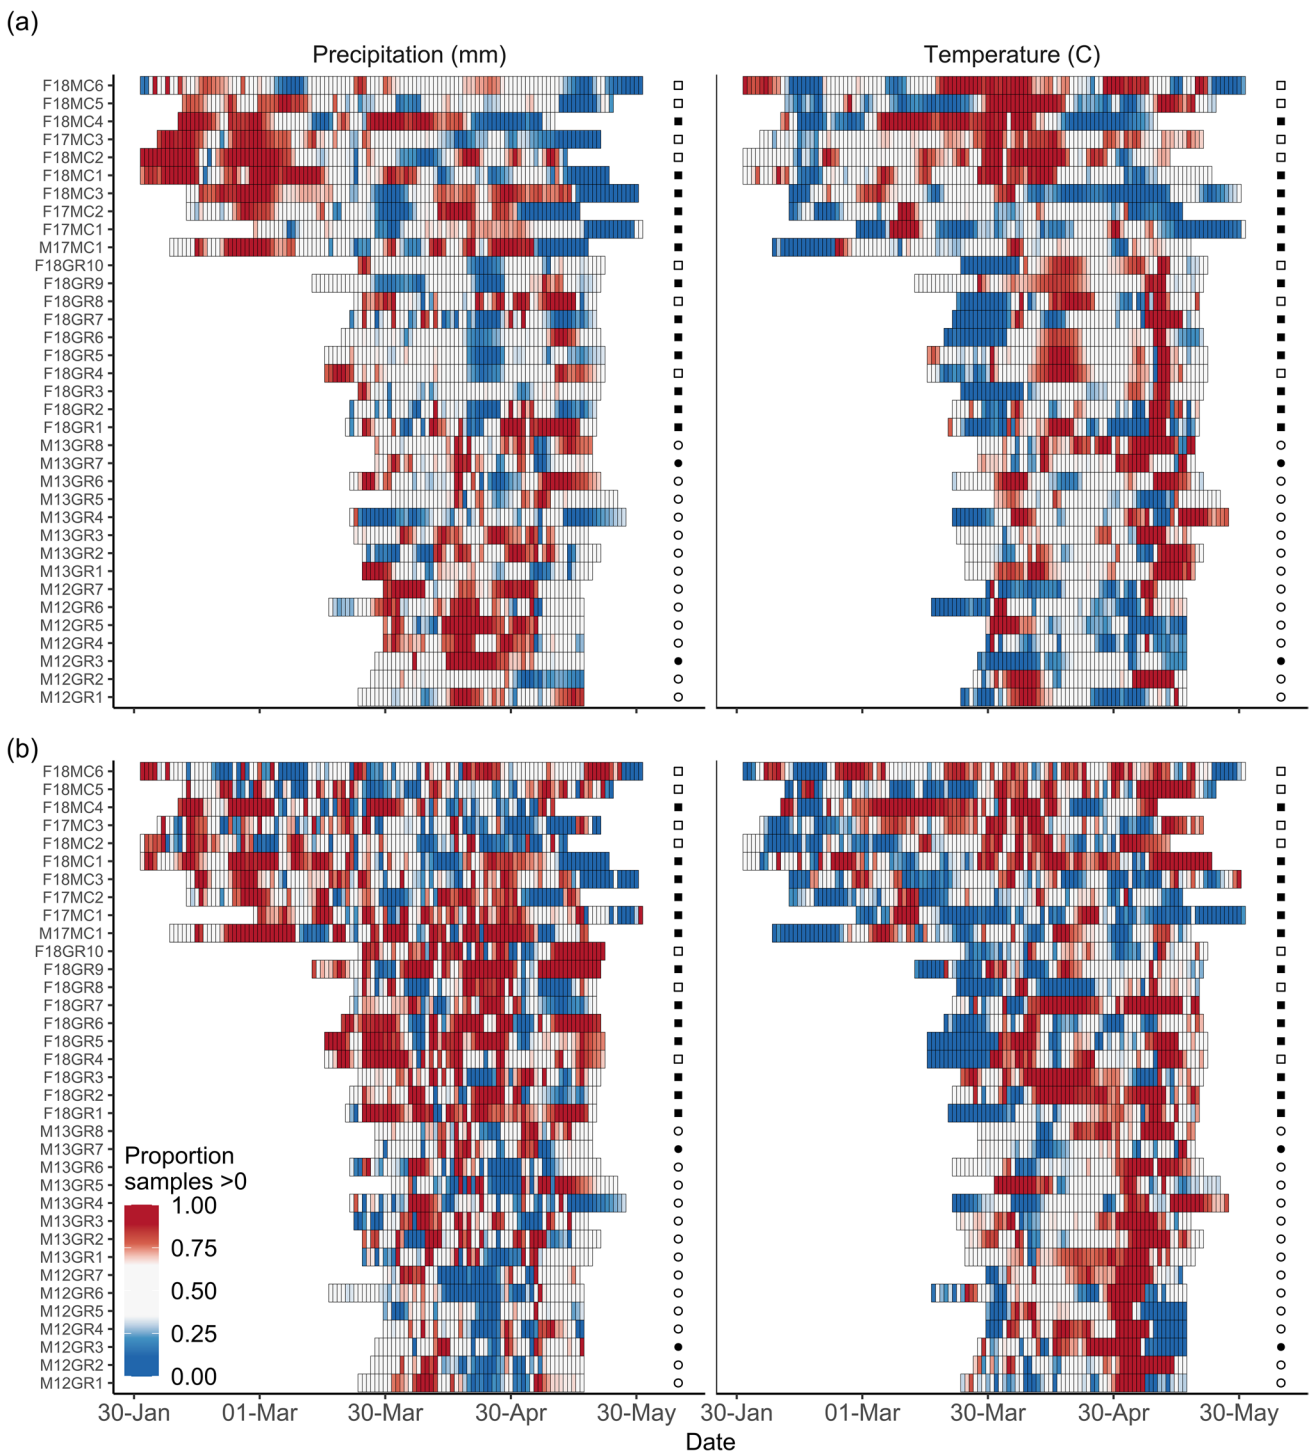 (a)
Precipitation (mm)
Temperature (C)
F18MC6
F18MC5
F18MC4
F17MC3
F18MC2
F18MC1
F18MC3
F17MC2
F17MC1
M17MC1
F18GR10
F18GR9
F18GR8
F18GR7
F18GR6
F18GR5
F18GR4
F18GR3
F18GR2
F18GR1
M13GR8
M13GR7
M13GR6
M13GR5
M13GR4
M13GR3
M13GR2
M13GR1
M12GR7
M12GR6
M12GR5
M12GR4
M12GR3
M12GR2
M12GR1
(b)
F18MC6
F18MC5
F18MC4
F17MC3
F18MC2
F18MC1
F18MC3
F17MC2
F17MC1
M17MC1
F18GR10
F18GR9
F18GR8
F18GR7
F18GR6
F18GR5
F18GR4
F18GR3
F18GR2
F18GR1
M13GR8
M13GR7
M13GR6
M13GR5
M13GR4
M13GR3
M13GR2
M13GR1
M12GR7
M12GR6
M12GR5
M12GR4
M12GR3
M12GR2
M12GR1
Proportion
samples >0
1.00
0.75
0.50
0.25
0.00
30-Jan 01-Mar 30-Mar 30-Apr 30-May 30-Jan 01-Mar 30-Mar 30-Apr 30-May
Date